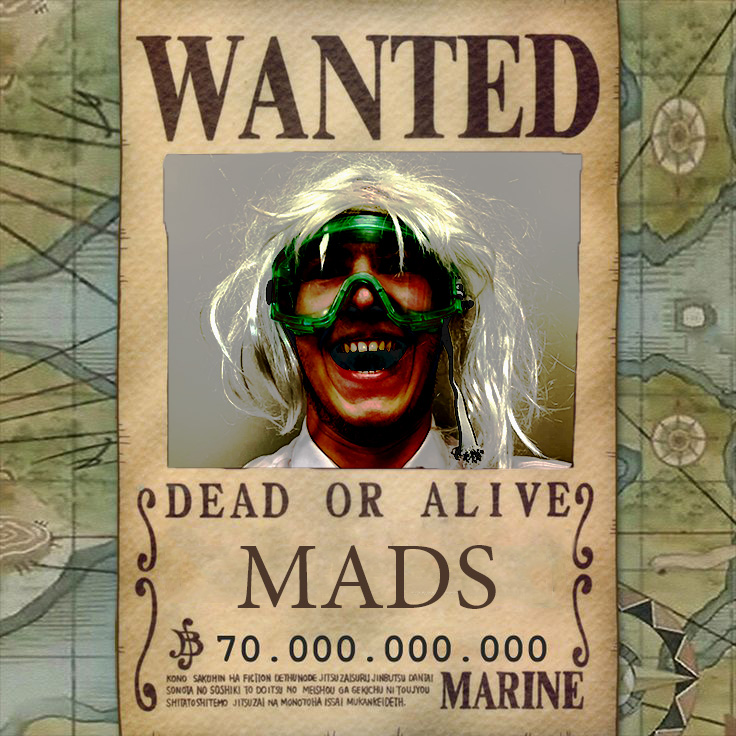 WANTED
DEAD OR ALIVE
MADS
70.000.000.000
KONO SAKUHIN HA FICTION DETHUNODE JITSUZAISURU JINBUTSU DANTAI
SONOTA NO SOSHIKI TO DOITSU NO MEISHOU GA GEKICHU NI TOUJYOU
SHITATOSHITEMO JITSUZAI NA MONOTOHA ISSAI MUKANKEIDETH.
MARINE